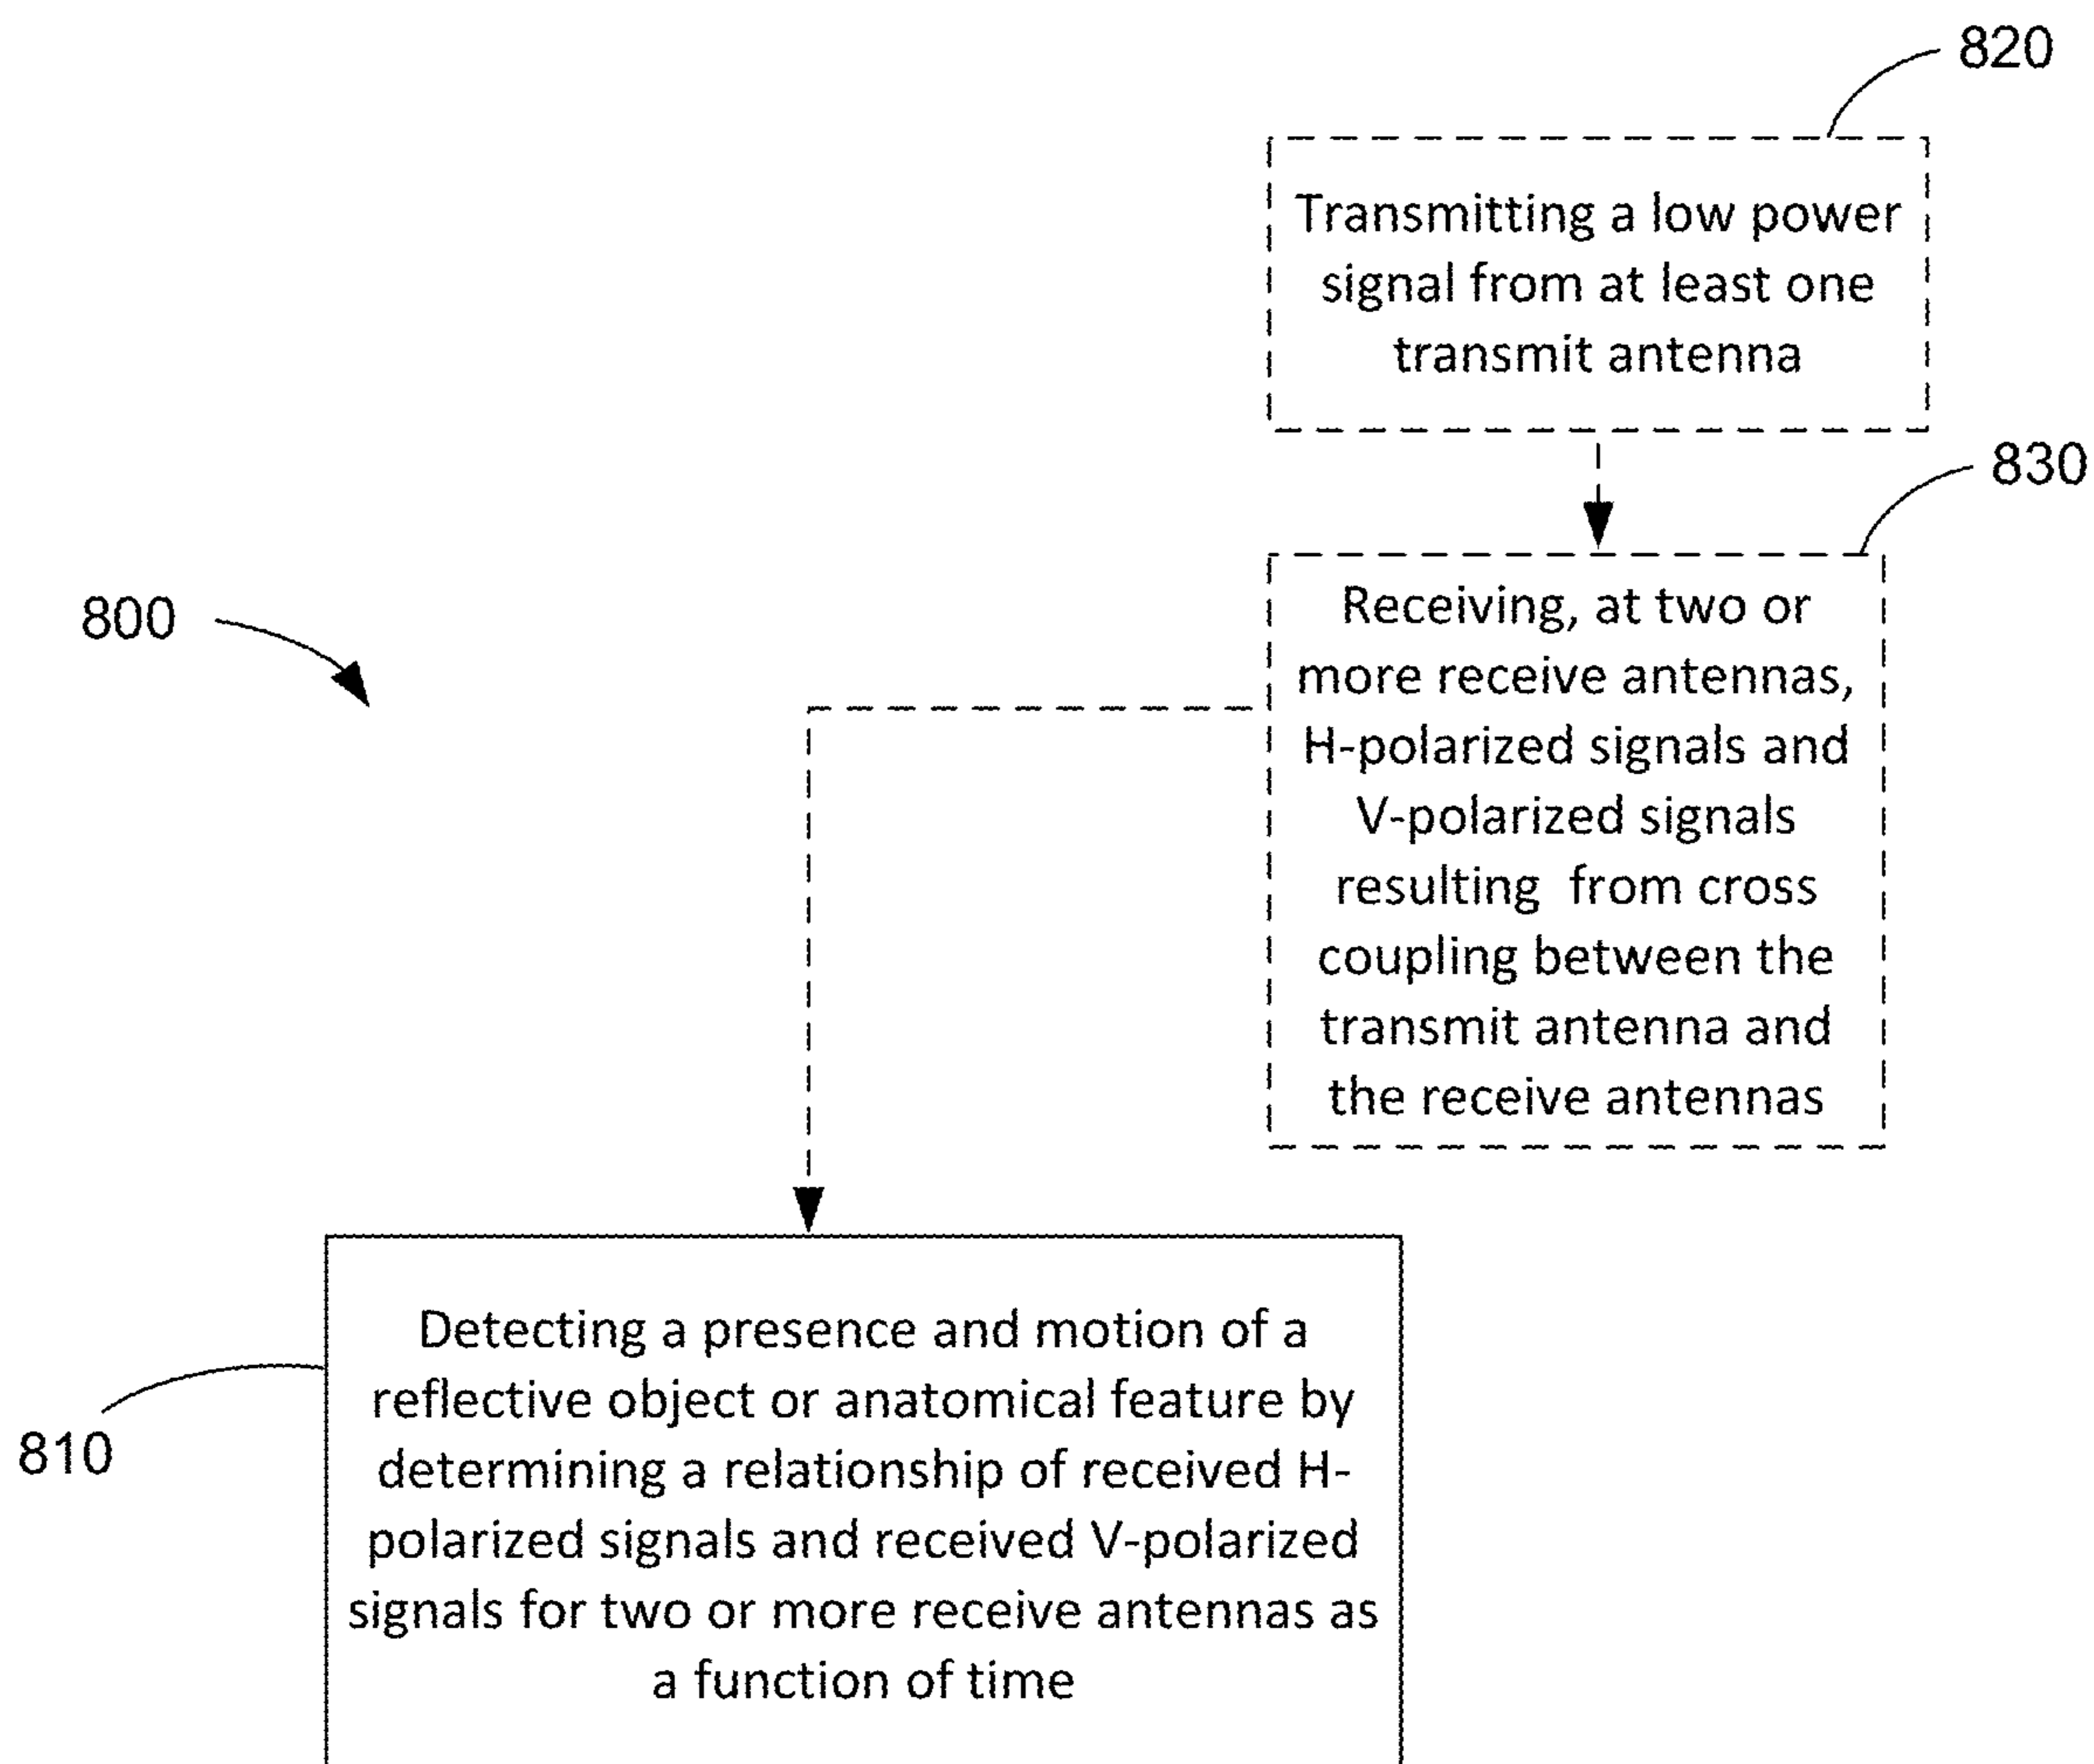 820
Transmitting a low power
signal from at least one
transmit antenna
830
Receiving, at two or
more receive antennas,
H-polarized signals and
V-polarized signals
resulting from cross
coupling between the
transmit antenna and
the receive antennas
800
Detecting a presence and motion of a
reflective object or anatomical feature by
determining a relationship of received H-
polarized signals and received V-polarized
signals for two or more receive antennas as
a function of time
810